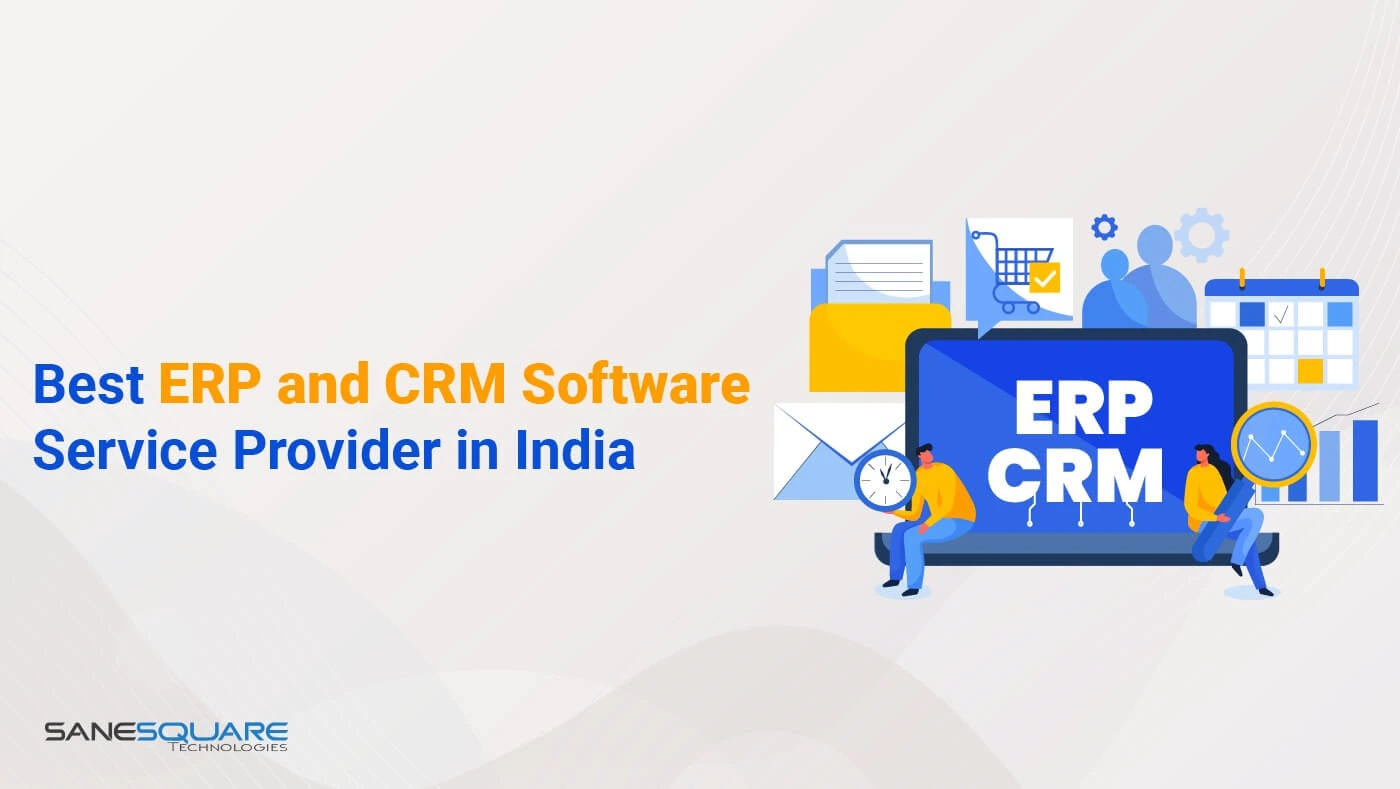 Best ERP and CRM Software
Service Provider in India
ERP
CRM
SANESQUARE
TECHNOLOGIES